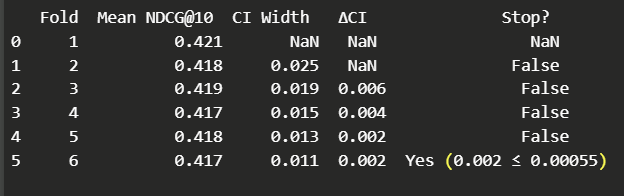 Fold Mean NDCG@10 CI Width ΔCI Stop?
0 1 0.421 NaN NaN NaN
1 2 0.418 0.025 NaN False
2 3 0.419 0.019 0.006 False
3 4 0.417 0.015 0.004 False
4 5 0.418 0.013 0.002 False
5 6 0.417 0.011 0.002 Yes (0.002 ≤ 0.00055)